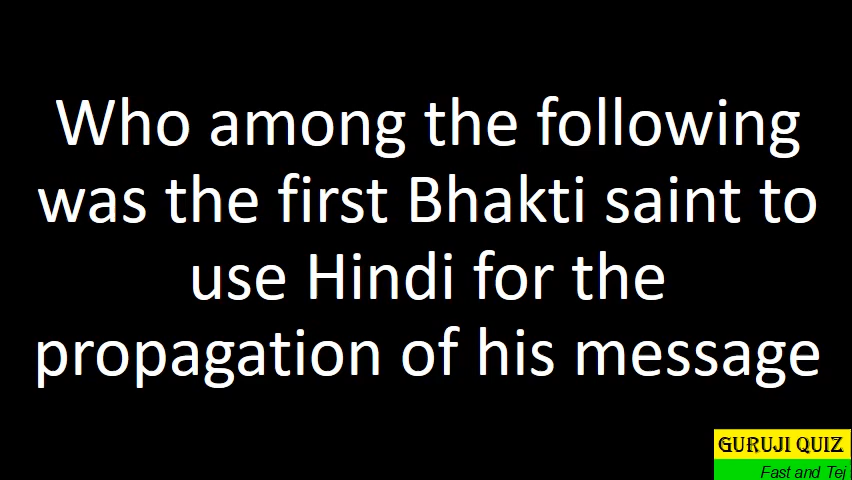 Who among the following
was the first Bhakti saint to
use Hindi for the
propagation of his message
GURUJI QUIZ
Fast and Tej